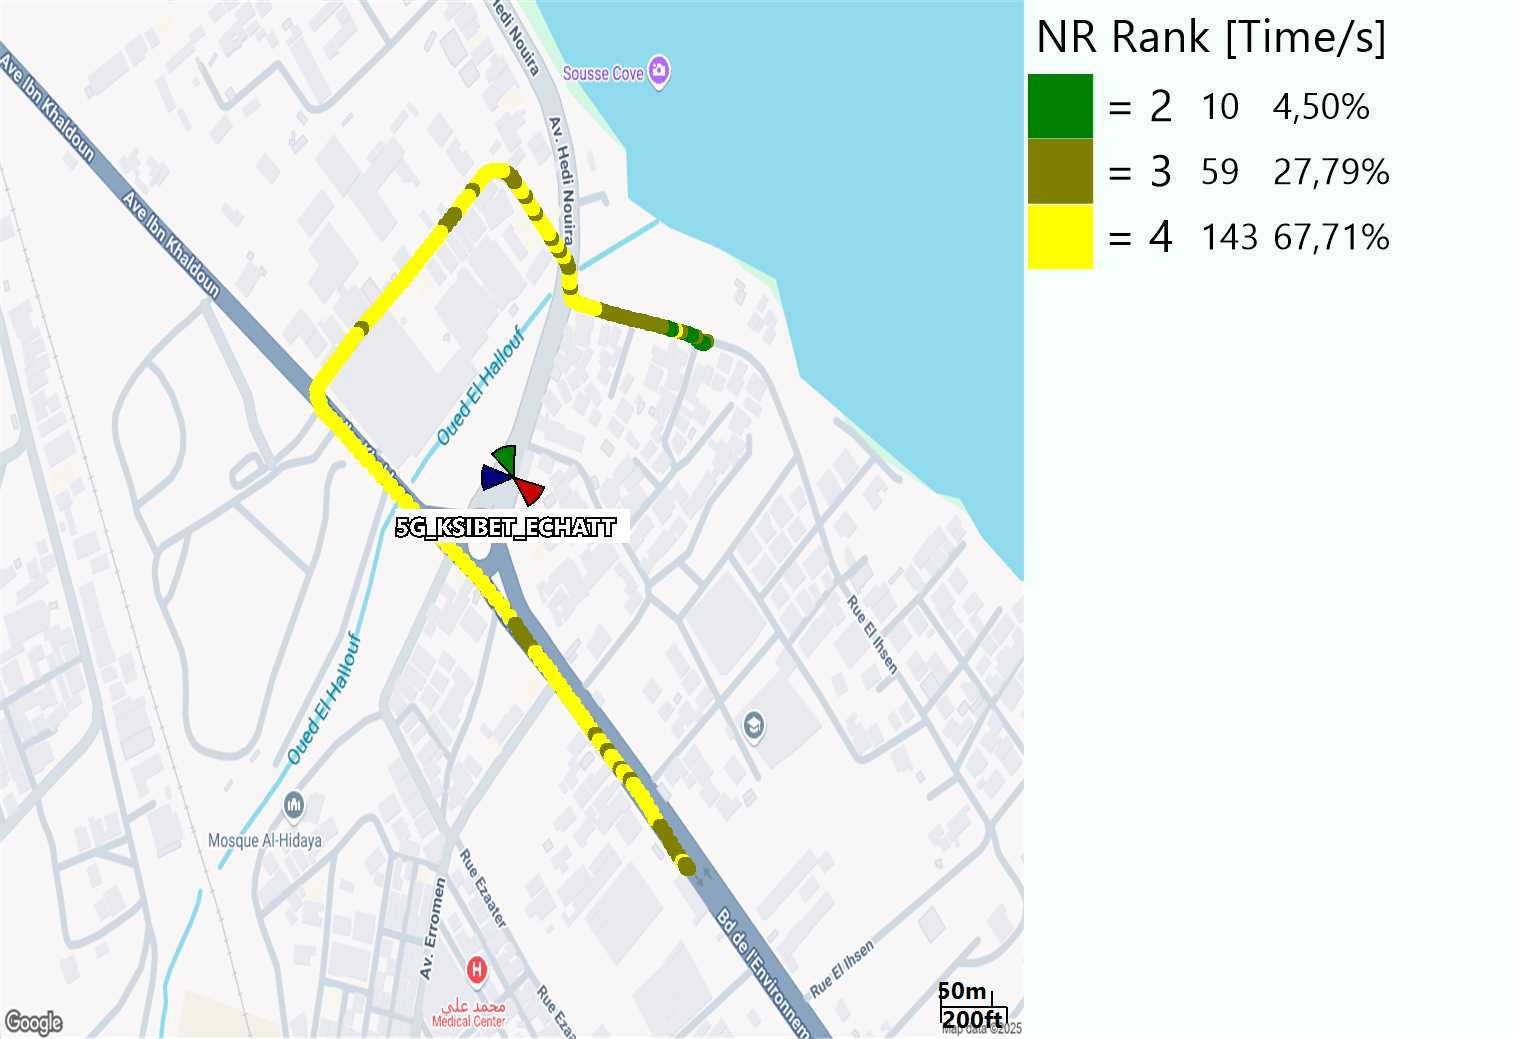 NR Rank [Time/s]
= 2 10 4,50%
= 3 59 27,79%
= 4 143 67,71%
Hedi Nouira
Sousse Cove
Ave Ibn Khaldoun
Av. Hedi Nouira
Ave Ibn Khaldoun
Oued El Hallouf
5G_KSIBET_ECHATT
Rue El Ihsen
Oued El Hallouf
Mosque Al-Hidaya
Rue Ezaater
Av. Erromen
Bd de l'Environnem
Rue El Ihsen
محمد علي
Medical Center
Rue Ezaa
H
50m
200ft
Google
Map data ©2025